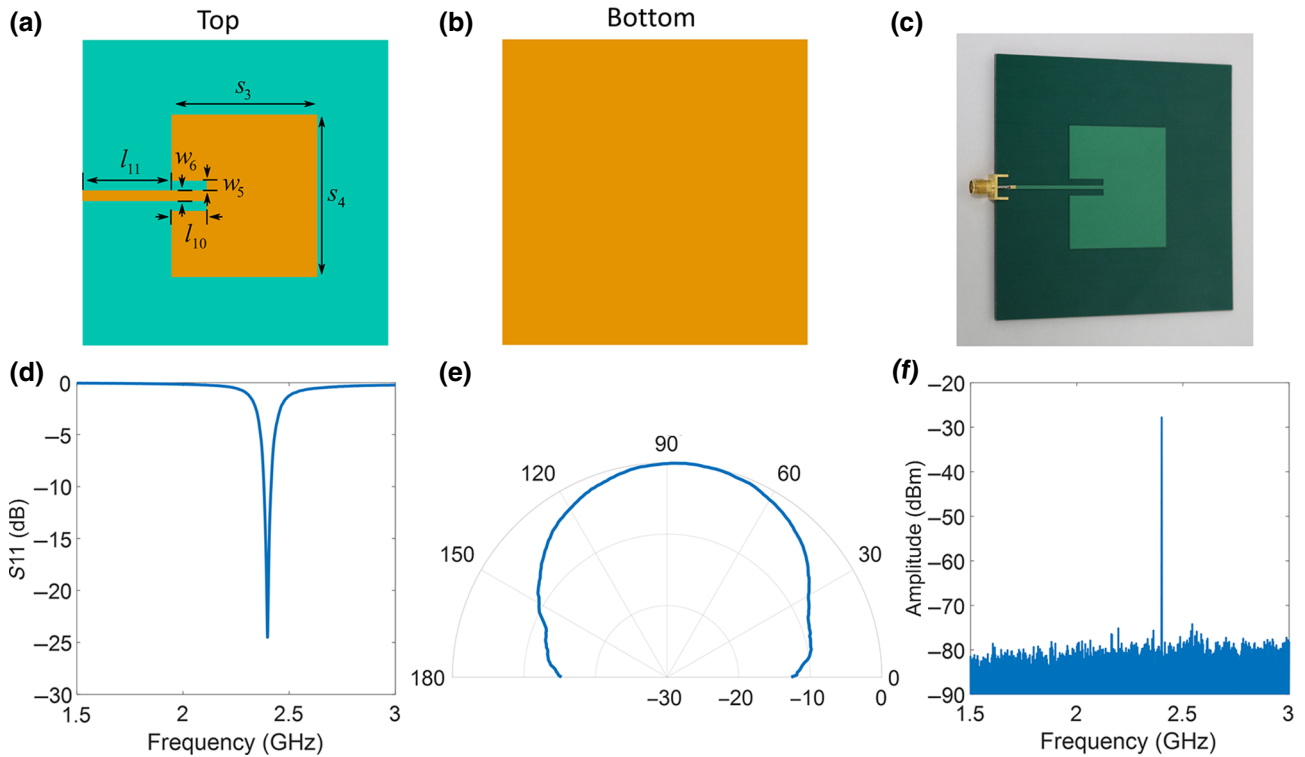 (a) Top
(b) Bottom
(c)
s₃
l₁₁
w₆
w₅
s₄
l₁₀
(d)
0
–5
–10
–15
–20
–25
–30
S11 (dB)
1.5 2 2.5 3
Frequency (GHz)
(e)
90
120 60
150 30
180 –30 –20 –10 0 0
(f)
–20
–30
–40
–50
–60
–70
–80
–90
Amplitude (dBm)
1.5 2 2.5 3
Frequency (GHz)